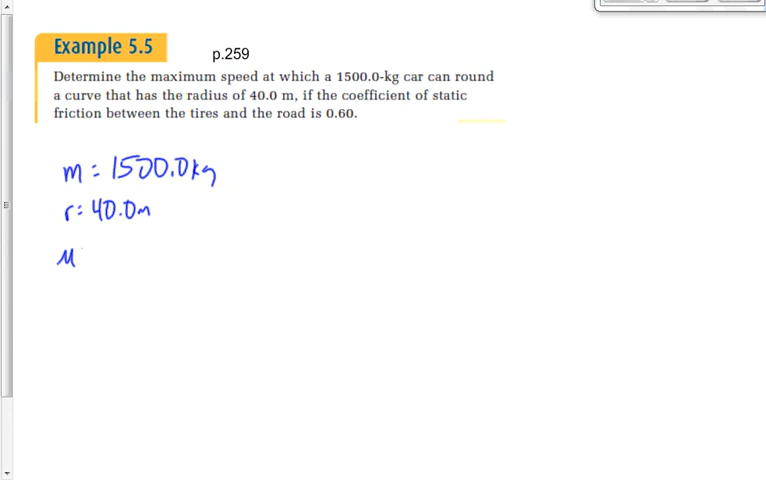 Example 5.5
p.259
Determine the maximum speed at which a 1500.0-kg car can round
a curve that has the radius of 40.0 m, if the coefficient of static
friction between the tires and the road is 0.60.
m = 1500.0kg
r = 40.0m
μ